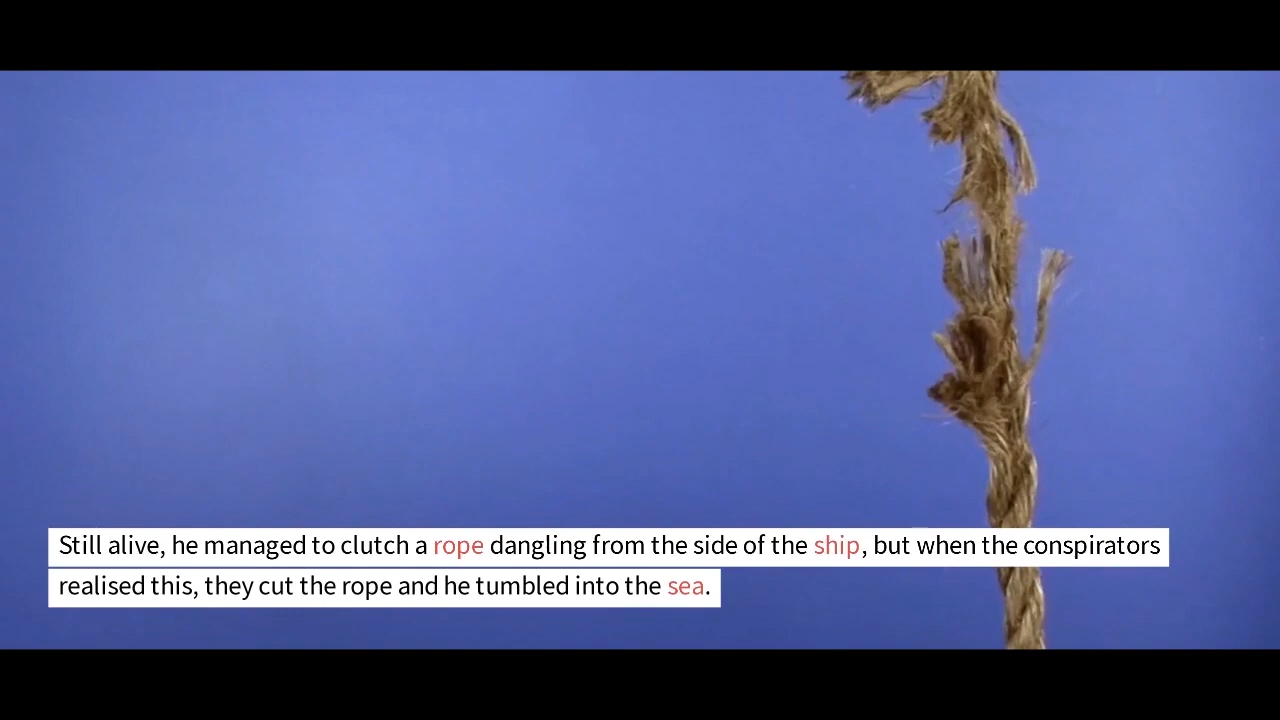 Still alive, he managed to clutch a rope dangling from the side of the ship, but when the conspirators
realised this, they cut the rope and he tumbled into the sea.